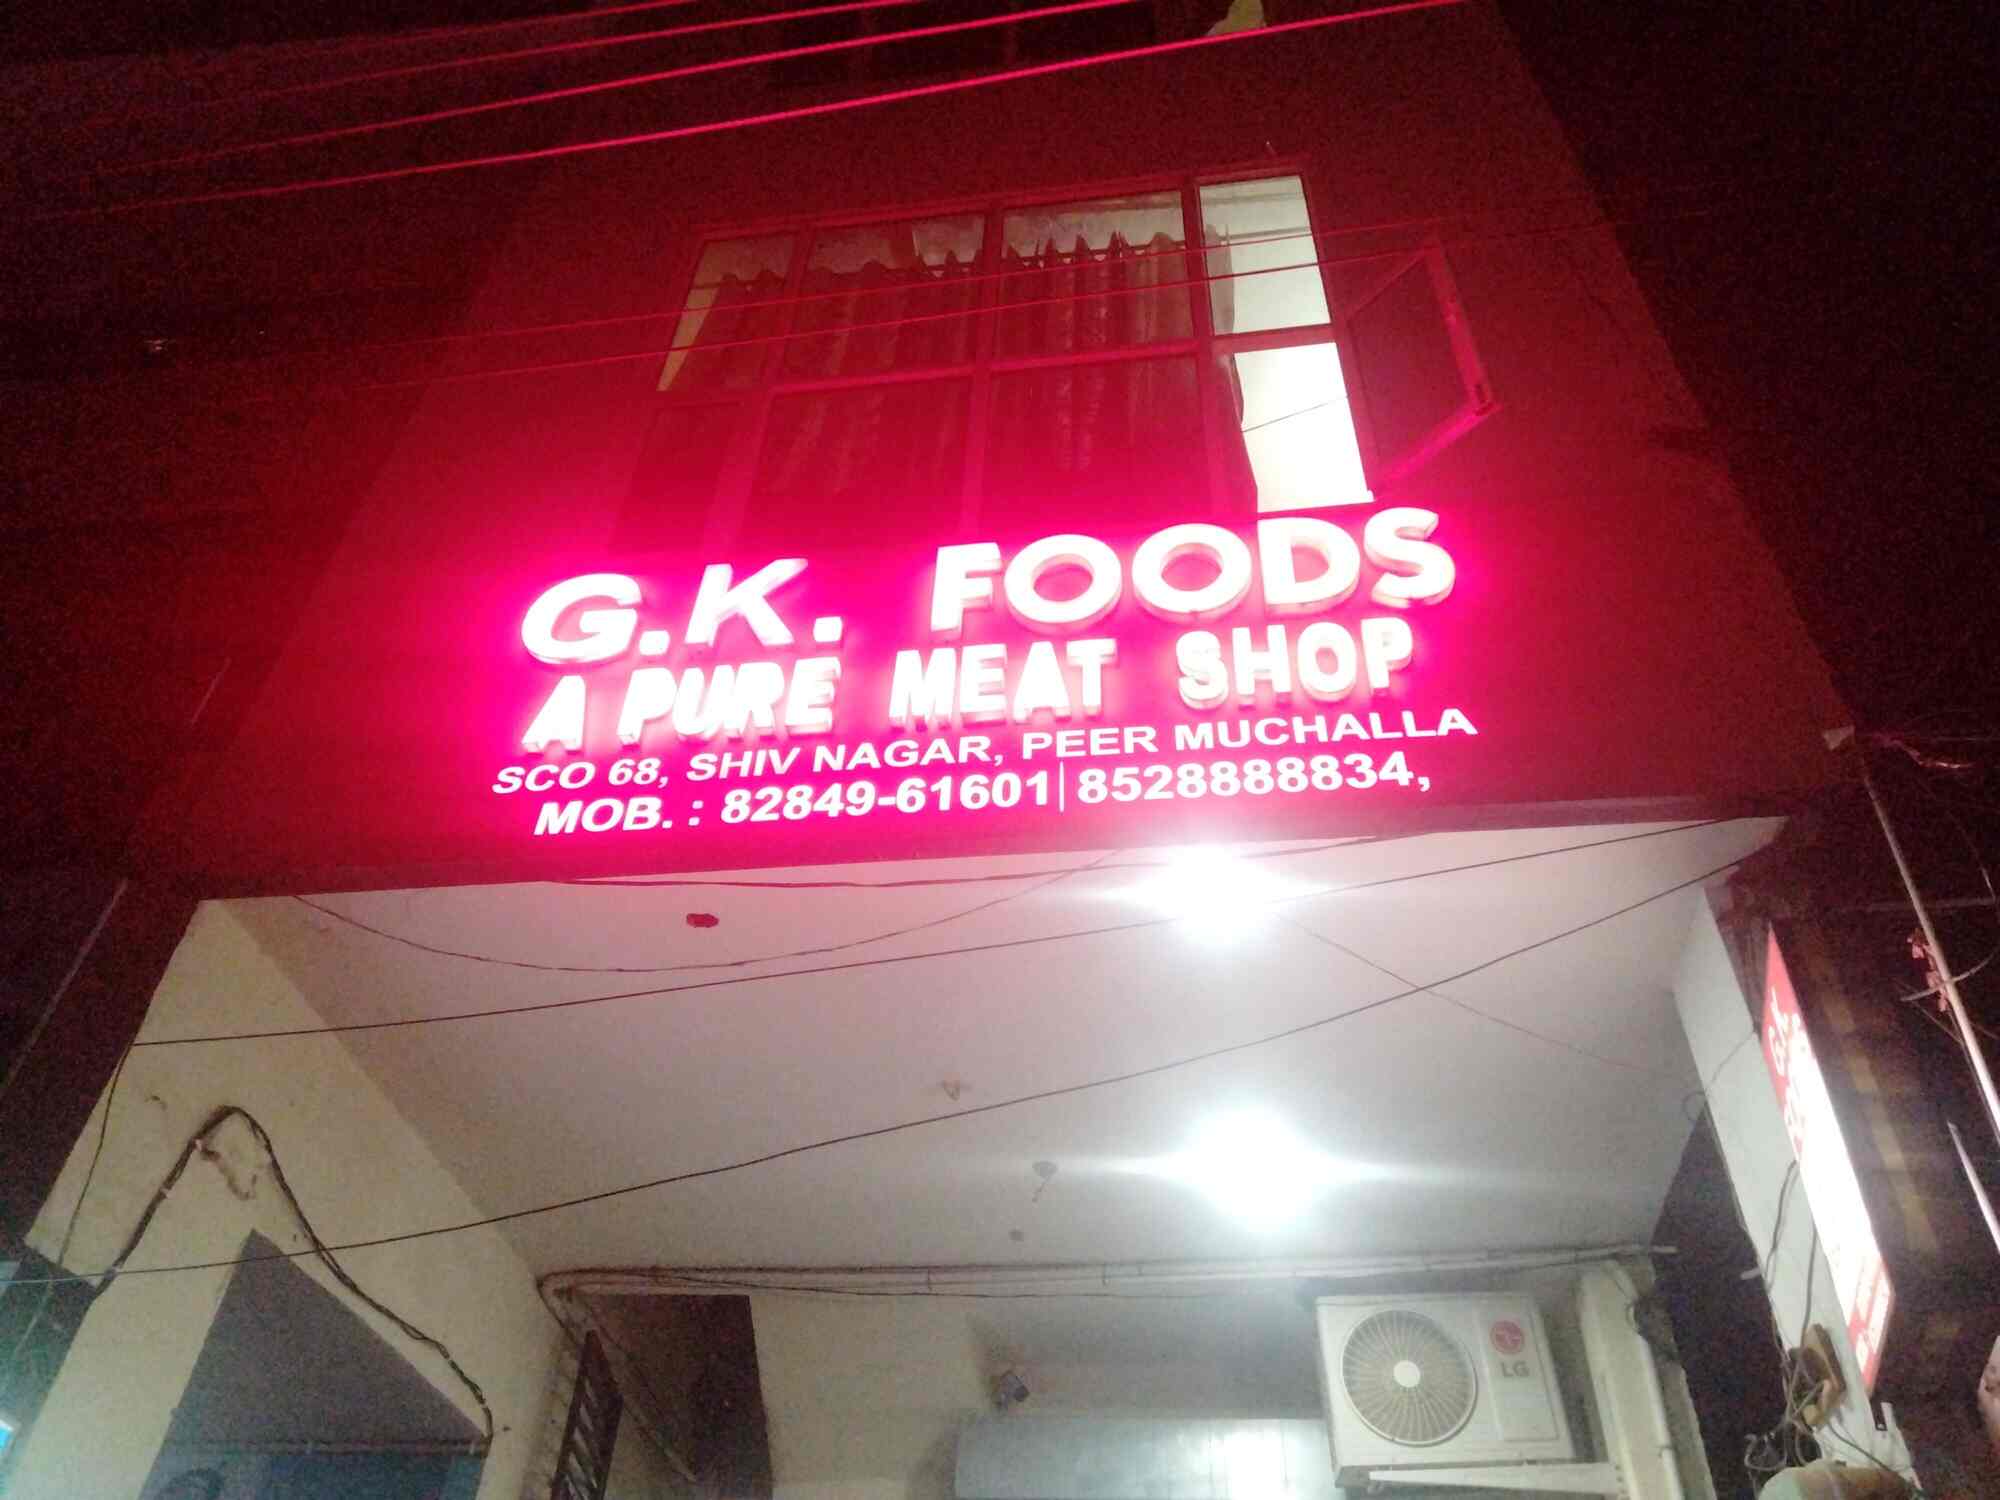 G.K. FOODS
A PURE MEAT SHOP
SCO 68, SHIV NAGAR, PEER MUCHALLA
MOB. : 82849-61601|8528888834,
G.K.
LG